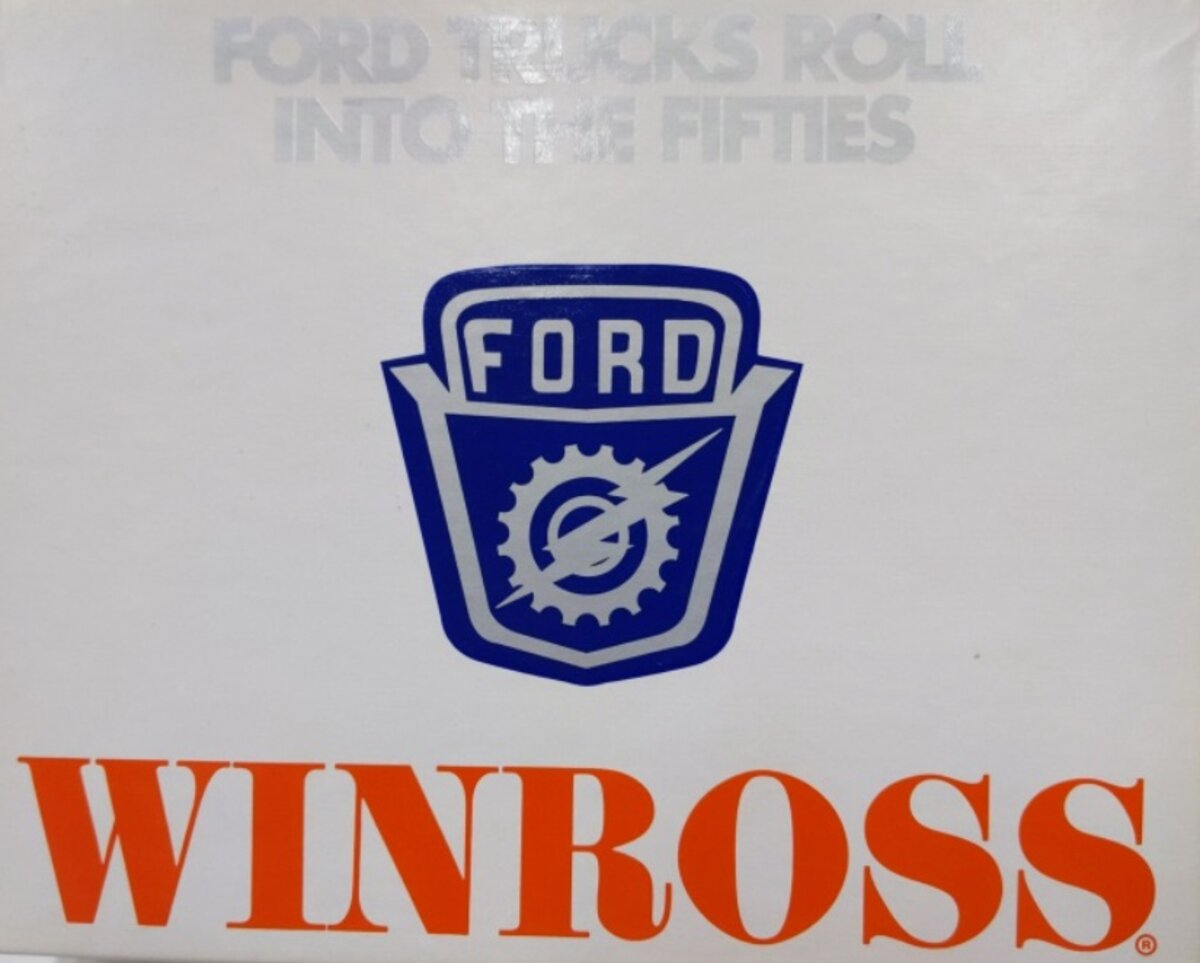 FORD TRUCKS ROLL
INTO THE FIFTIES
FORD
WINROSS®